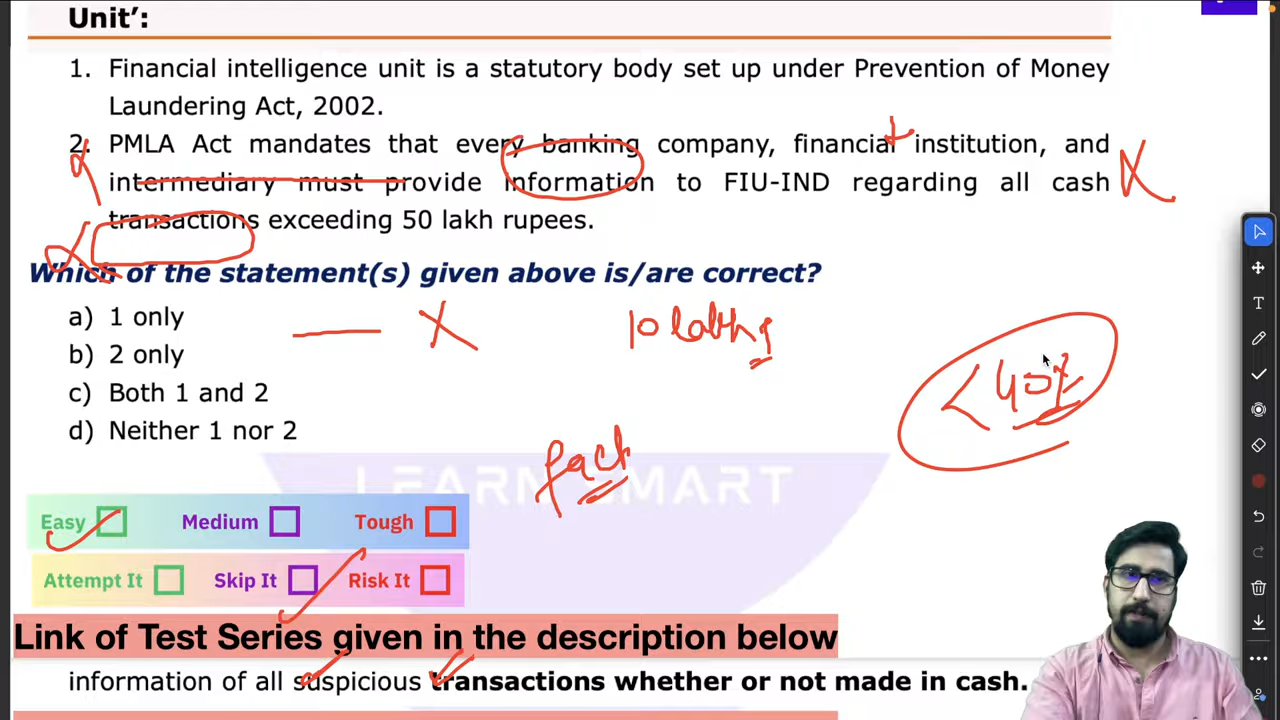 Unit’:
1. Financial intelligence unit is a statutory body set up under Prevention of Money
Laundering Act, 2002.
2. PMLA Act mandates that every banking company, financial institution, and
intermediary must provide information to FIU-IND regarding all cash
transactions exceeding 50 lakh rupees.
Which of the statement(s) given above is/are correct?
a) 1 only
b) 2 only
c) Both 1 and 2
d) Neither 1 nor 2
10 lakhs
< 40%
fact
LEARN SMART
Easy Medium Tough
Attempt It Skip It Risk It
Link of Test Series given in the description below
information of all suspicious transactions whether or not made in cash.